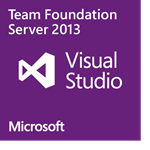 Team Foundation
Server 2013
Visual
Studio
Microsoft